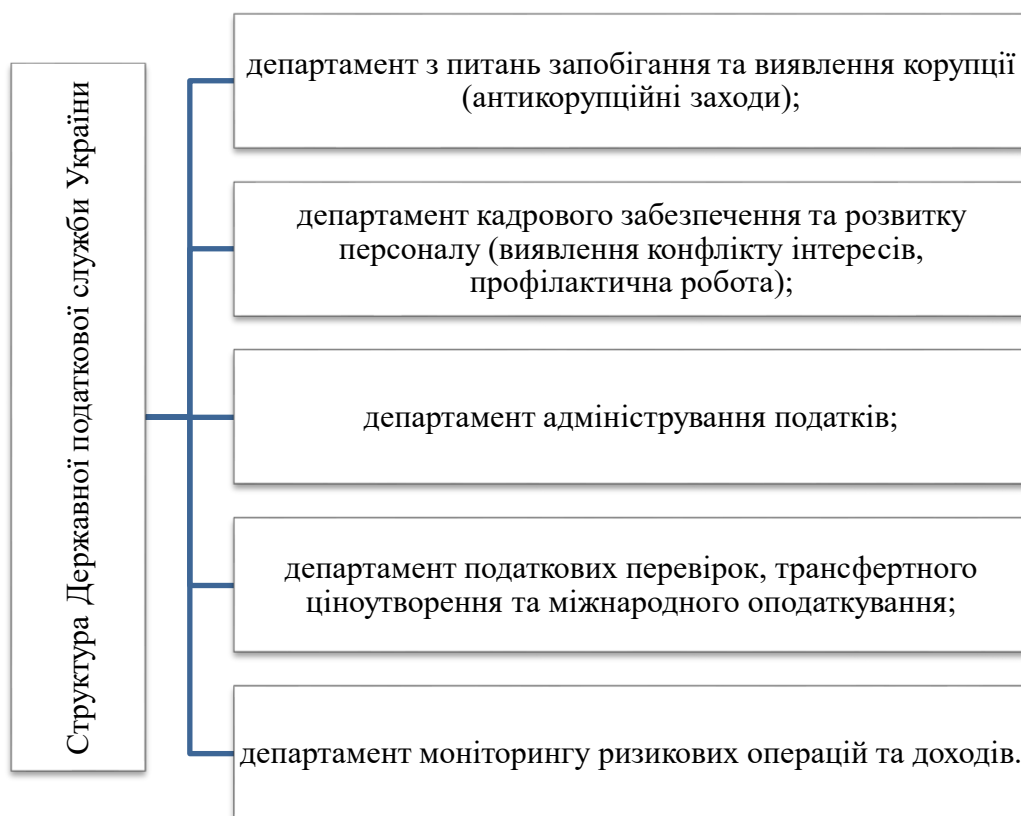 Структура Державної податкової служби України
департамент з питань запобігання та виявлення корупції
(антикорупційні заходи);
департамент кадрового забезпечення та розвитку
персоналу (виявлення конфлікту інтересів,
профілактична робота);
департамент адміністрування податків;
департамент податкових перевірок, трансфертного
ціноутворення та міжнародного оподаткування;
департамент моніторингу ризикових операцій та доходів.